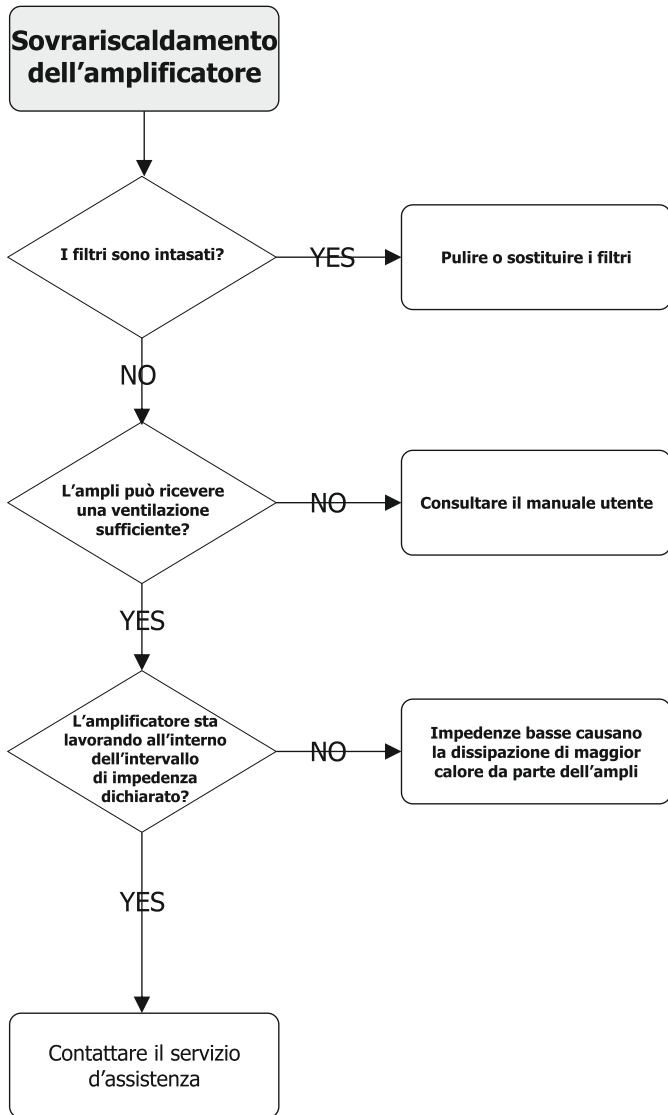 Sovrariscaldamento
dell’amplificatore
I filtri sono intasati?
YES
Pulire o sostituire i filtri
NO
L’ampli può ricevere
una ventilazione
sufficiente?
NO
Consultare il manuale utente
YES
L’amplificatore sta
lavorando all’interno
dell’intervallo
di impedenza
dichiarato?
NO
Impedenze basse causano
la dissipazione di maggior
calore da parte dell’ampli
YES
Contattare il servizio
d’assistenza